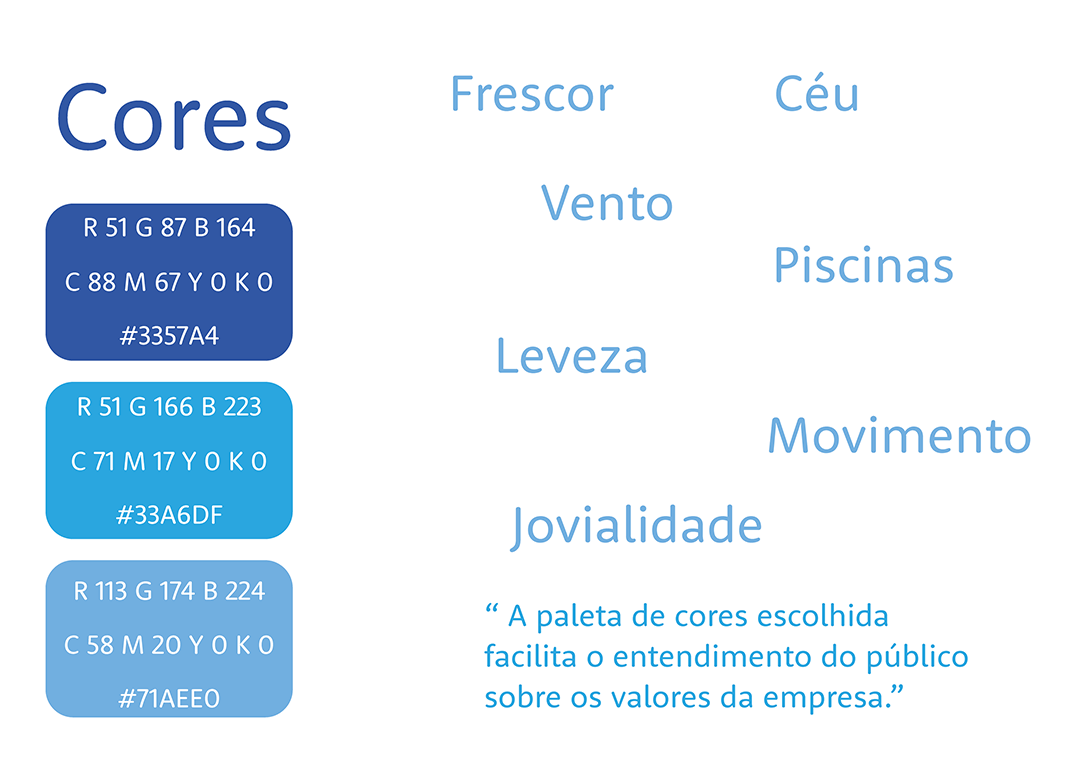 Cores
R 51 G 87 B 164
C 88 M 67 Y 0 K 0
#3357A4
R 51 G 166 B 223
C 71 M 17 Y 0 K 0
#33A6DF
R 113 G 174 B 224
C 58 M 20 Y 0 K 0
#71AEE0
Frescor
Céu
Vento
Piscinas
Leveza
Movimento
Jovialidade
“ A paleta de cores escolhida
facilita o entendimento do público
sobre os valores da empresa.”